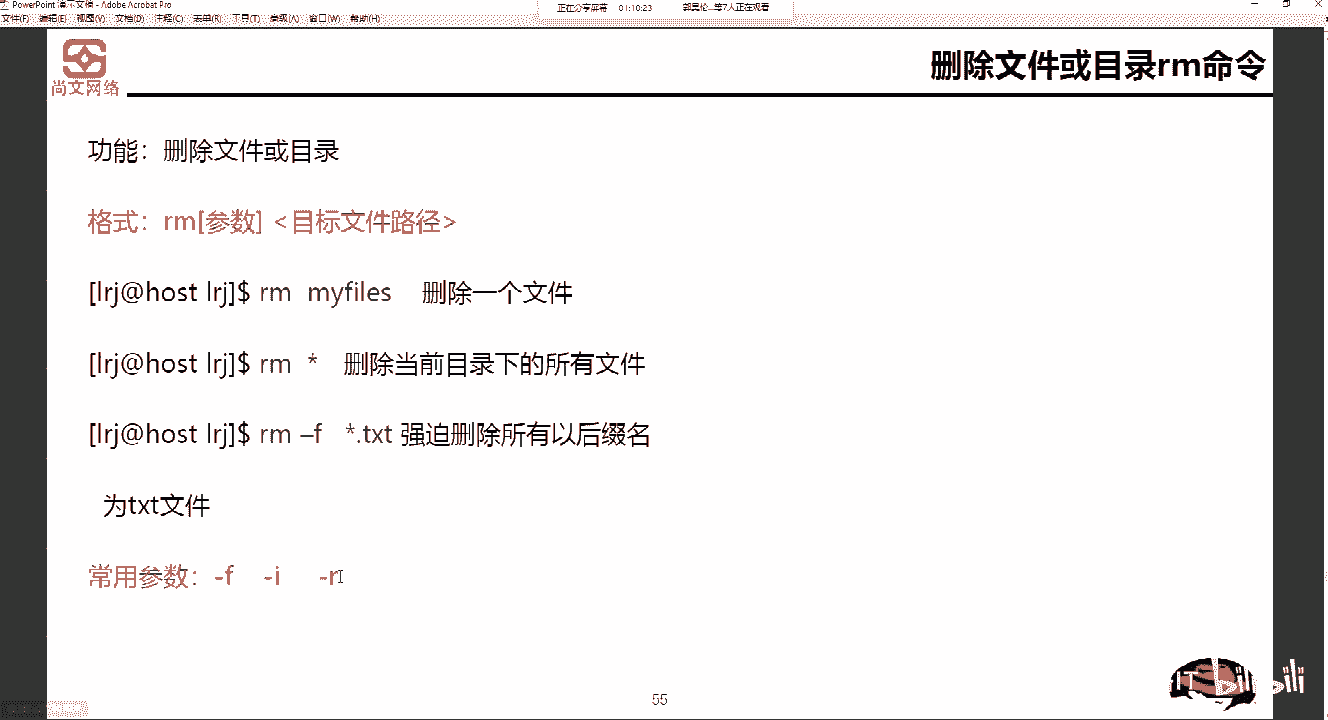 PowerPoint 演示文档 - Adobe Acrobat Pro
正在分享屏幕 01:10:23 等7人正在观看
文件(F) 编辑(E) 视图(V) 文档(D) 注释(C) 表单(R) 工具(T) 高级(A) 窗口(W) 帮助(H)
尚文网络
删除文件或目录rm命令
功能：删除文件或目录
格式：rm[参数] <目标文件路径>
[lrj@host lrj]$ rm myfiles 删除一个文件
[lrj@host lrj]$ rm * 删除当前目录下的所有文件
[lrj@host lrj]$ rm –f *.txt 强迫删除所有以后缀名
为txt文件
常用参数：-f -i -r
55
bilibili